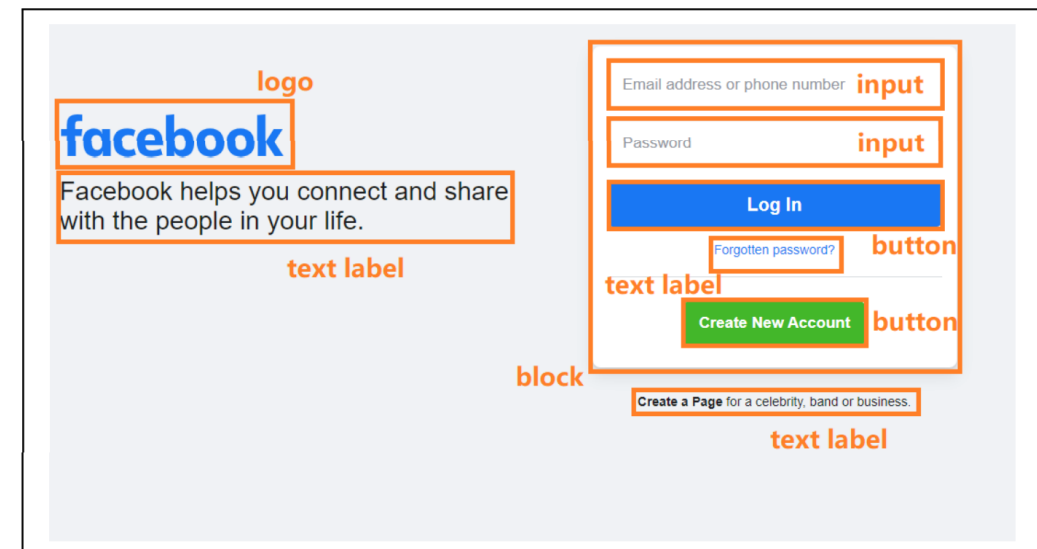 logo
facebook
Facebook helps you connect and share
with the people in your life.
text label
Email address or phone number input
Password input
Log In
button
Forgotten password?
text label
Create New Account button
block
Create a Page for a celebrity, band or business.
text label